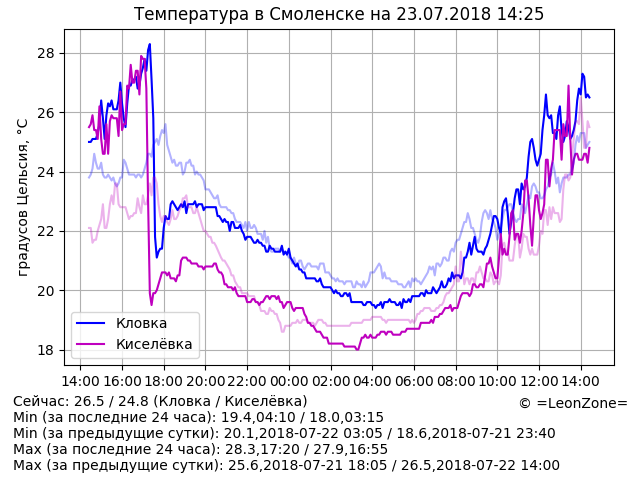 Температура в Смоленске на 23.07.2018 14:25
градусов Цельсия, °C
28
26
24
22
20
18
Кловка
Киселёвка
14:00 16:00 18:00 20:00 22:00 00:00 02:00 04:00 06:00 08:00 10:00 12:00 14:00
Сейчас: 26.5 / 24.8 (Кловка / Киселёвка)
© =LeonZone=
Min (за последние 24 часа): 19.4,04:10 / 18.0,03:15
Min (за предыдущие сутки): 20.1,2018-07-22 03:05 / 18.6,2018-07-21 23:40
Max (за последние 24 часа): 28.3,17:20 / 27.9,16:55
Max (за предыдущие сутки): 25.6,2018-07-21 18:05 / 26.5,2018-07-22 14:00